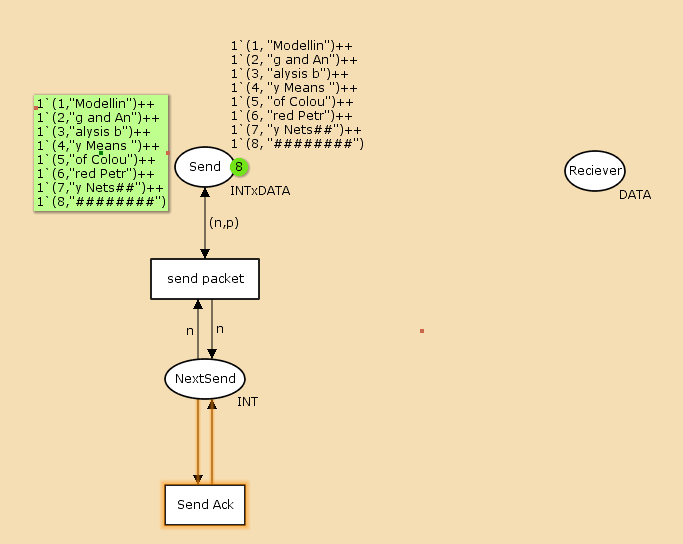 1`(1, "Modellin")++
1`(2, "g and An")++
1`(3, "alysis b")++
1`(4, "y Means ")++
1`(5, "of Colou")++
1`(6, "red Petr")++
1`(7, "y Nets##")++
1`(8, "########")
1`(1,"Modellin")++
1`(2,"g and An")++
1`(3,"alysis b")++
1`(4,"y Means ")++
1`(5,"of Colou")++
1`(6,"red Petr")++
1`(7,"y Nets##")++
1`(8,"########")
Send
8
INTxDATA
Reciever
DATA
(n,p)
send packet
n
n
NextSend
INT
Send Ack